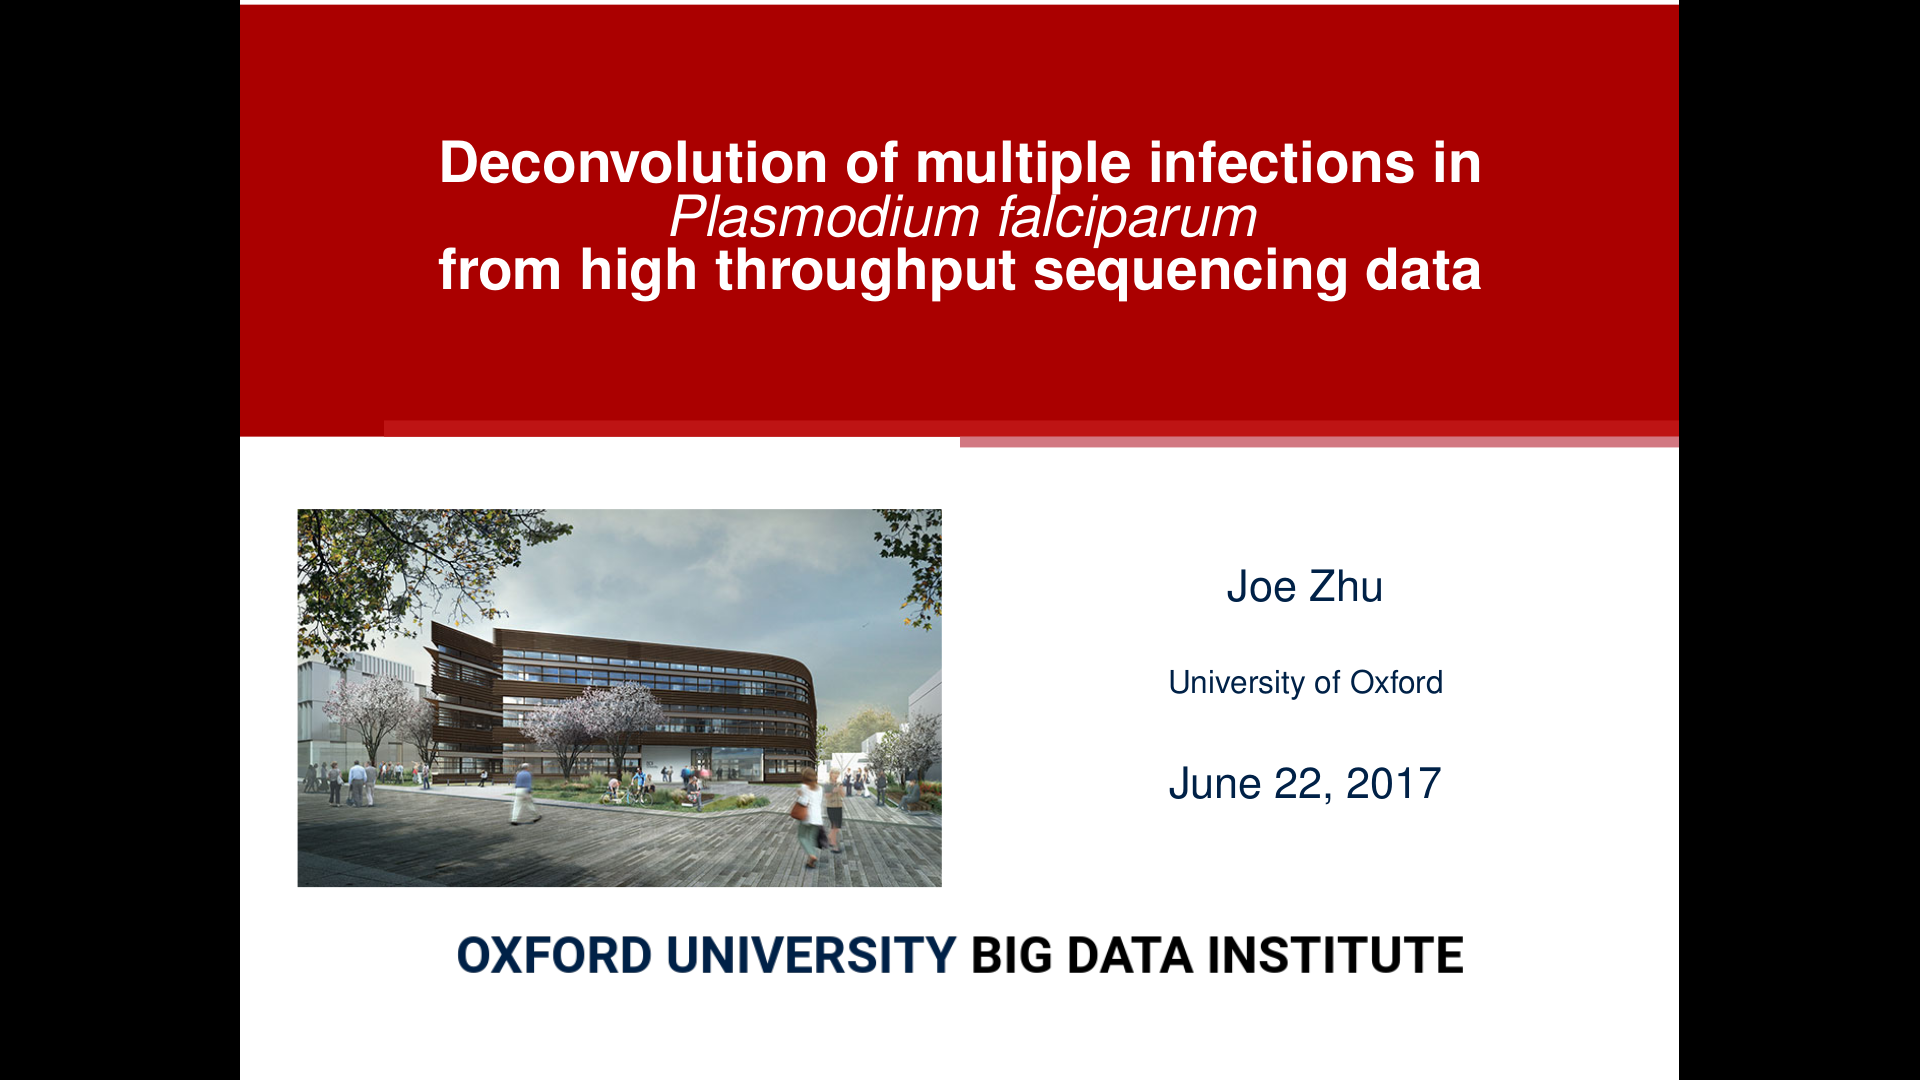 Deconvolution of multiple infections in
Plasmodium falciparum
from high throughput sequencing data
Joe Zhu
University of Oxford
June 22, 2017
OXFORD UNIVERSITY BIG DATA INSTITUTE